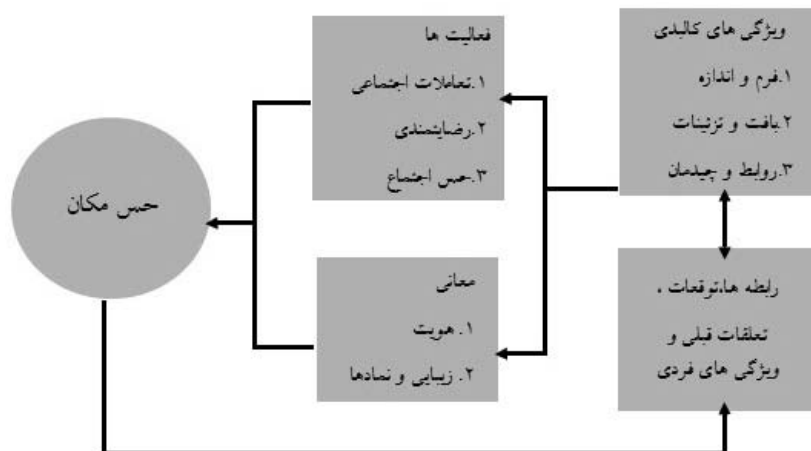 ویژگی های کالبدی
۱.فرم و اندازه
۲.بافت و تزئینات
۳.روابط و چیدمان
رابطه ها،توقعات ،
تعلقات قبلی و
ویژگی های فردی
فعالیت ها
۱.تعاملات اجتماعی
۲.رضایتمندی
۳.حس اجتماع
معانی
۱. هویت
۲. زیبایی و نمادها
حس مکان